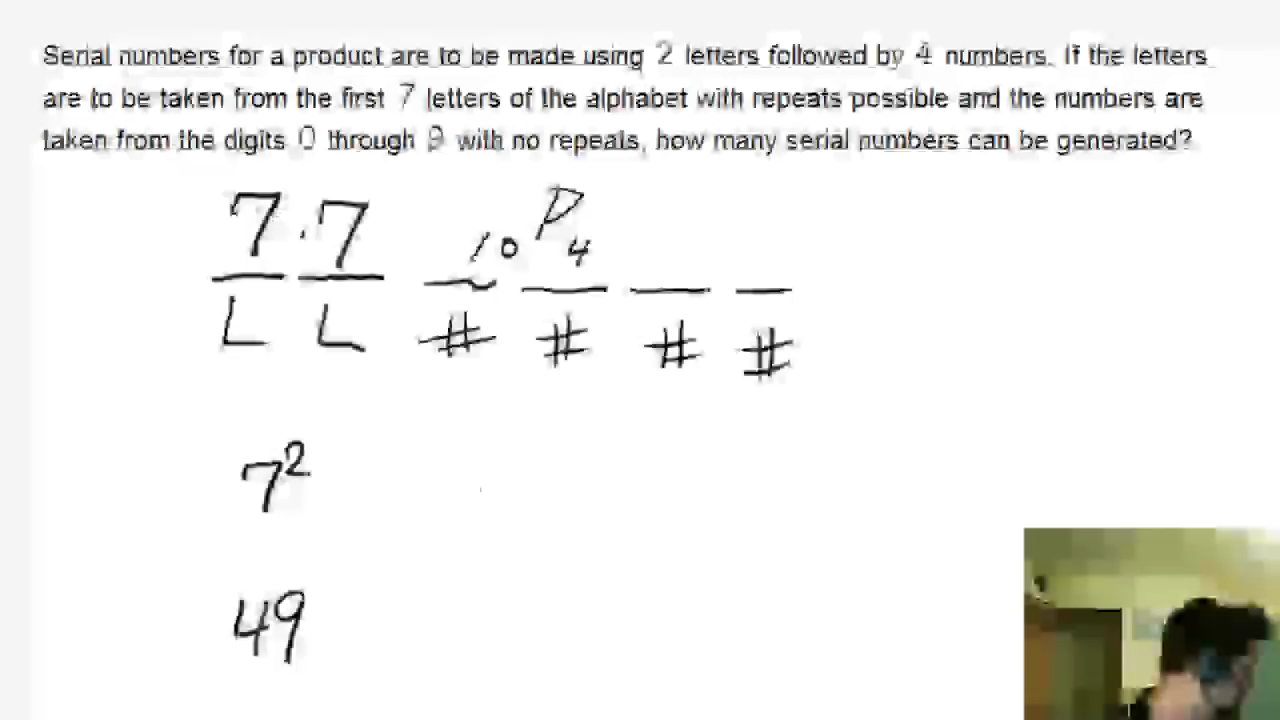 Serial numbers for a product are to be made using 2 letters followed by 4 numbers. If the letters
are to be taken from the first 7 letters of the alphabet with repeats possible and the numbers are
taken from the digits 0 through 9 with no repeals, how many serial numbers can be generated?
7 . 7 10 P 4
L L # # # #
7²
49